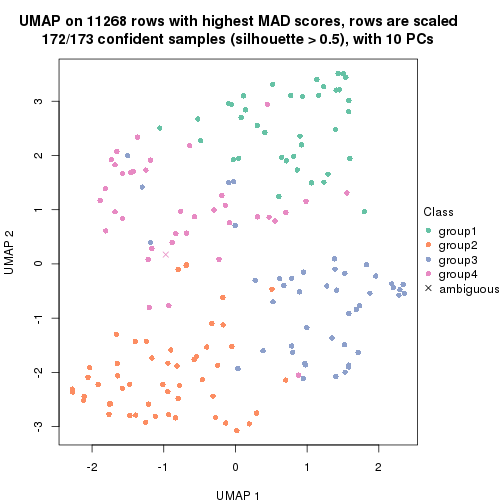 UMAP on 11268 rows with highest MAD scores, rows are scaled
172/173 confident samples (silhouette > 0.5), with 10 PCs
3
2
1
0
-1
-2
-3
UMAP 2
-2
-1
0
1
2
UMAP 1
Class
group1
group2
group3
group4
ambiguous